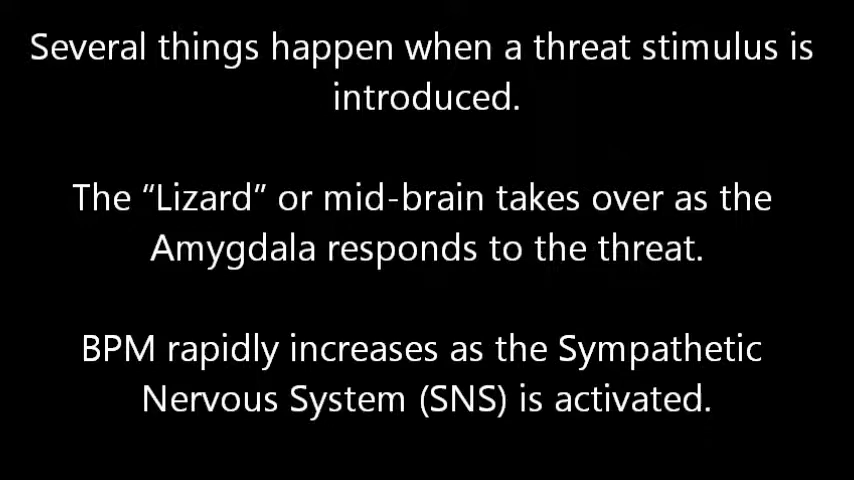 Several things happen when a threat stimulus is
introduced.
The “Lizard” or mid-brain takes over as the
Amygdala responds to the threat.
BPM rapidly increases as the Sympathetic
Nervous System (SNS) is activated.